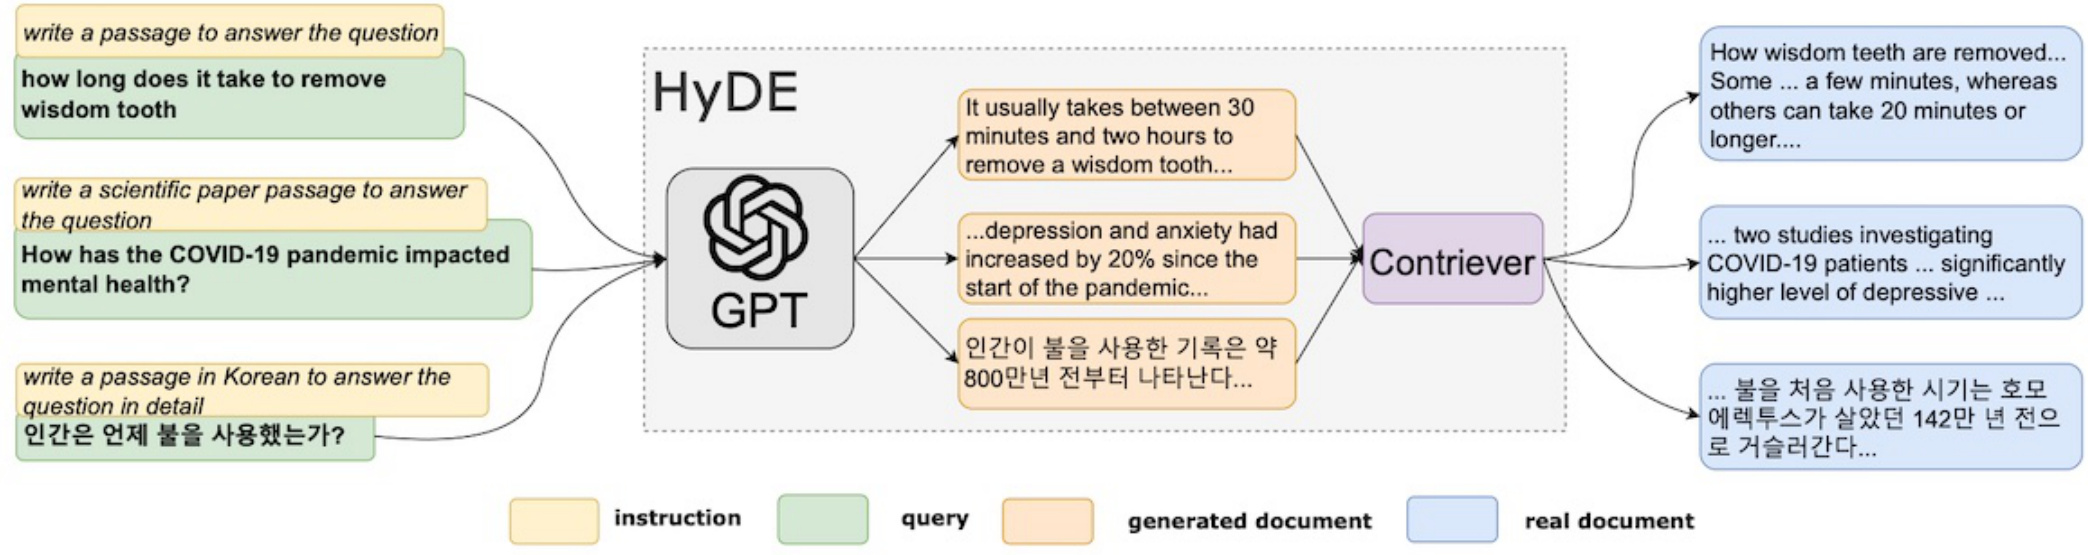 write a passage to answer the question
how long does it take to remove
wisdom tooth
write a scientific paper passage to answer
the question
How has the COVID-19 pandemic impacted
mental health?
write a passage in Korean to answer the
question in detail
인간은 언제 불을 사용했는가?
HyDE
GPT
It usually takes between 30
minutes and two hours to
remove a wisdom tooth...
...depression and anxiety had
increased by 20% since the
start of the pandemic...
인간이 불을 사용한 기록은 약
800만년 전부터 나타난다...
Contriever
How wisdom teeth are removed...
Some ... a few minutes, whereas
others can take 20 minutes or
longer....
... two studies investigating
COVID-19 patients ... significantly
higher level of depressive ...
... 불을 처음 사용한 시기는 호모
에렉투스가 살았던 142만 년 전으
로 거슬러간다...
instruction
query
generated document
real document